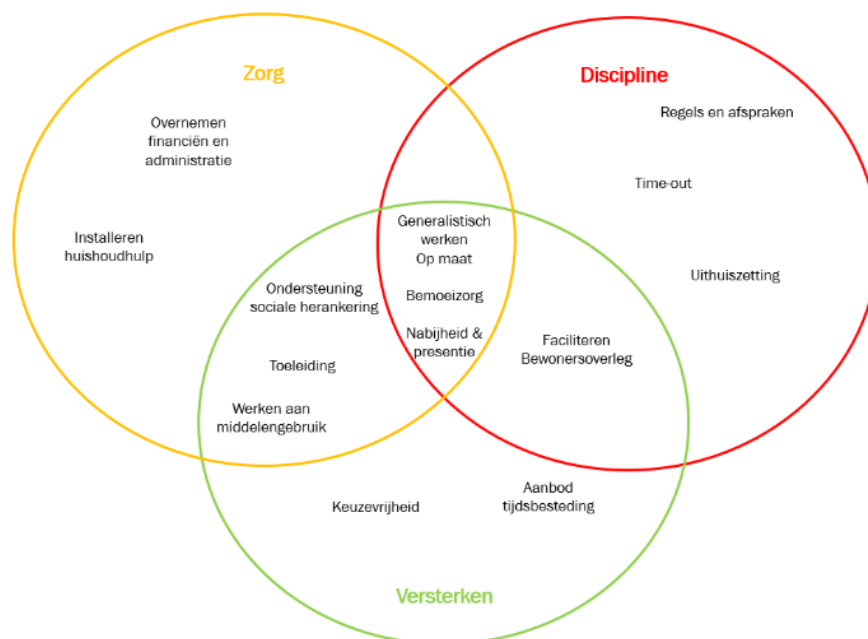 Zorg
Discipline
Overnemen
financiën en
administratie
Regels en afspraken
Time-out
Installeren
huishoudhulp
Generalistisch
werken
Op maat
Uithuiszetting
Ondersteuning
sociale herankering
Bemoeizorg
Nabijheid &
presentie
Faciliteren
Bewonersoverleg
Toeleiding
Werken aan
middelengebruik
Keuzevrijheid
Aanbod
tijdsbesteding
Versterken